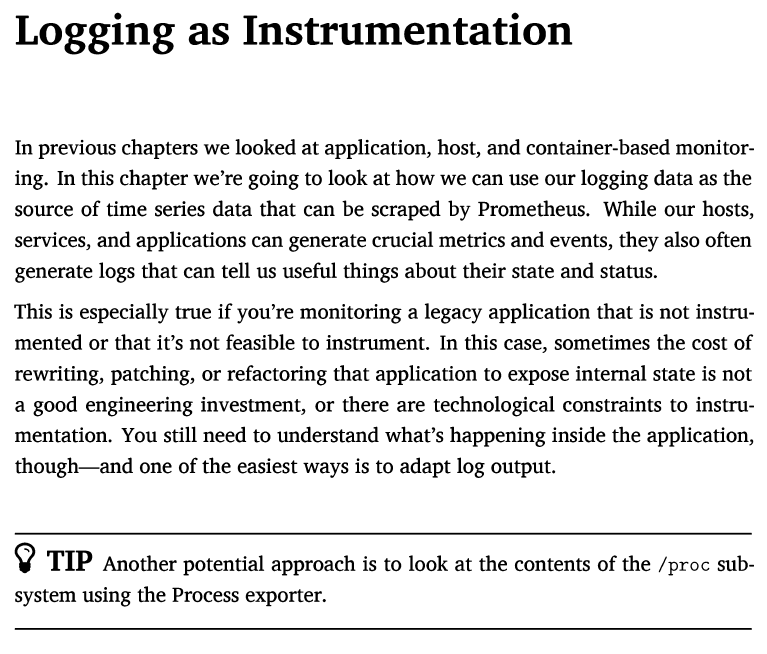 Logging as Instrumentation
In previous chapters we looked at application, host, and container-based monitor-
ing. In this chapter we’re going to look at how we can use our logging data as the
source of time series data that can be scraped by Prometheus. While our hosts,
services, and applications can generate crucial metrics and events, they also often
generate logs that can tell us useful things about their state and status.
This is especially true if you’re monitoring a legacy application that is not instru-
mented or that it’s not feasible to instrument. In this case, sometimes the cost of
rewriting, patching, or refactoring that application to expose internal state is not
a good engineering investment, or there are technological constraints to instru-
mentation. You still need to understand what’s happening inside the application,
though—and one of the easiest ways is to adapt log output.
TIP Another potential approach is to look at the contents of the /proc sub-
system using the Process exporter.